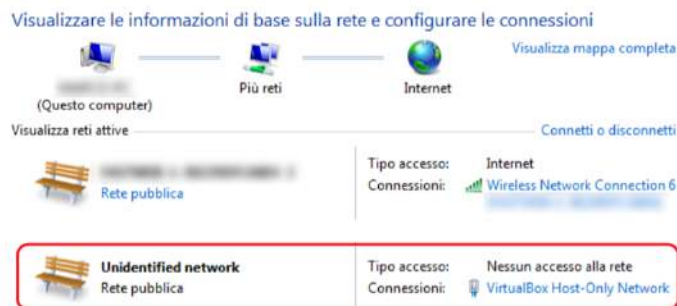 Visualizzare le informazioni di base sulla rete e configurare le connessioni
Visualizza mappa completa
(Questo computer)
Più reti
Internet
Visualizza reti attive
Connetti o disconnetti
Rete pubblica
Tipo accesso: Internet
Connessioni: Wireless Network Connection 6
Unidentified network
Rete pubblica
Tipo accesso: Nessun accesso alla rete
Connessioni: VirtualBox Host-Only Network